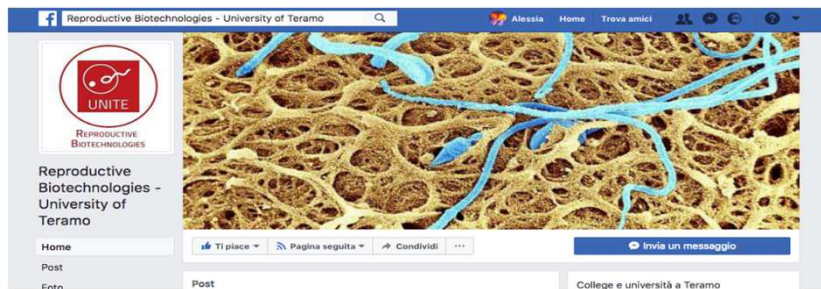 Reproductive Biotechnologies - University of Teramo
Alessia Home Trova amici
UNITE
REPRODUCTIVE
BIOTECHNOLOGIES
Reproductive
Biotechnologies -
University of
Teramo
Home
Post
Foto
Ti piace Pagina seguita Condividi ...
Invia un messaggio
Post
College e università a Teramo